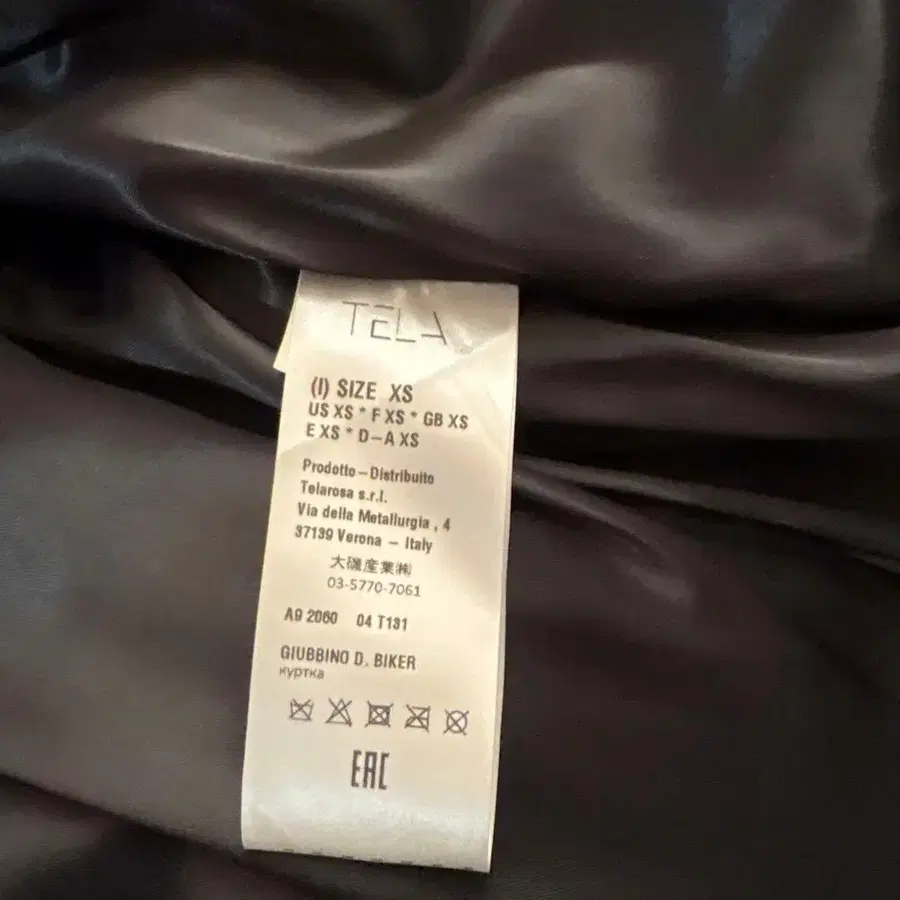 TELA
(I) SIZE XS
US XS * F XS * GB XS
E XS * D-A XS
Prodotto - Distribuito
Telarosa s.r.l.
Via della Metallurgia , 4
37139 Verona - Italy
大磯産業㈱
03-5770-7061
A9 2060 04 T131
GIUBBINO D. BIKER
куртка
EAC